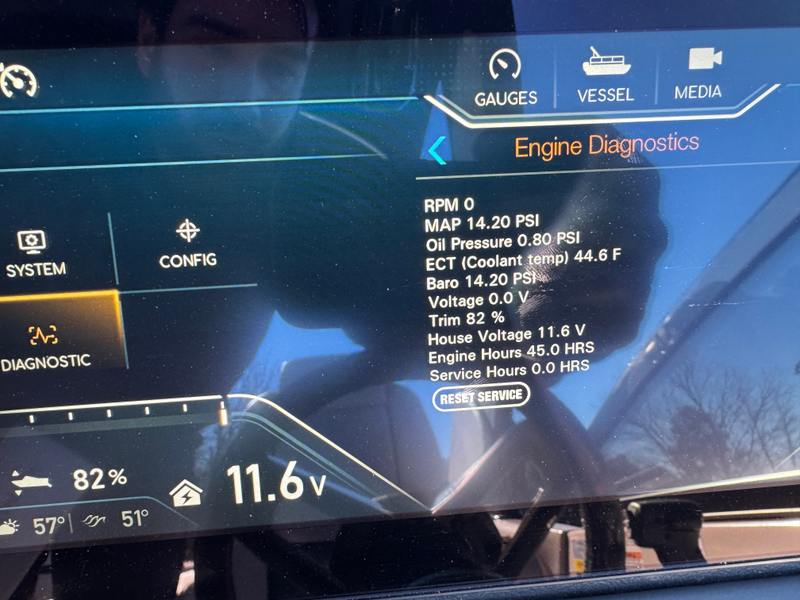 GAUGES
VESSEL
MEDIA
Engine Diagnostics
RPM 0
MAP 14.20 PSI
Oil Pressure 0.80 PSI
ECT (Coolant temp) 44.6 F
Baro 14.20 PSI
Voltage 0.0 V
Trim 82 %
House Voltage 11.6 V
Engine Hours 45.0 HRS
Service Hours 0.0 HRS
RESET SERVICE
SYSTEM
CONFIG
DIAGNOSTIC
82%
11.6 V
57°
51°